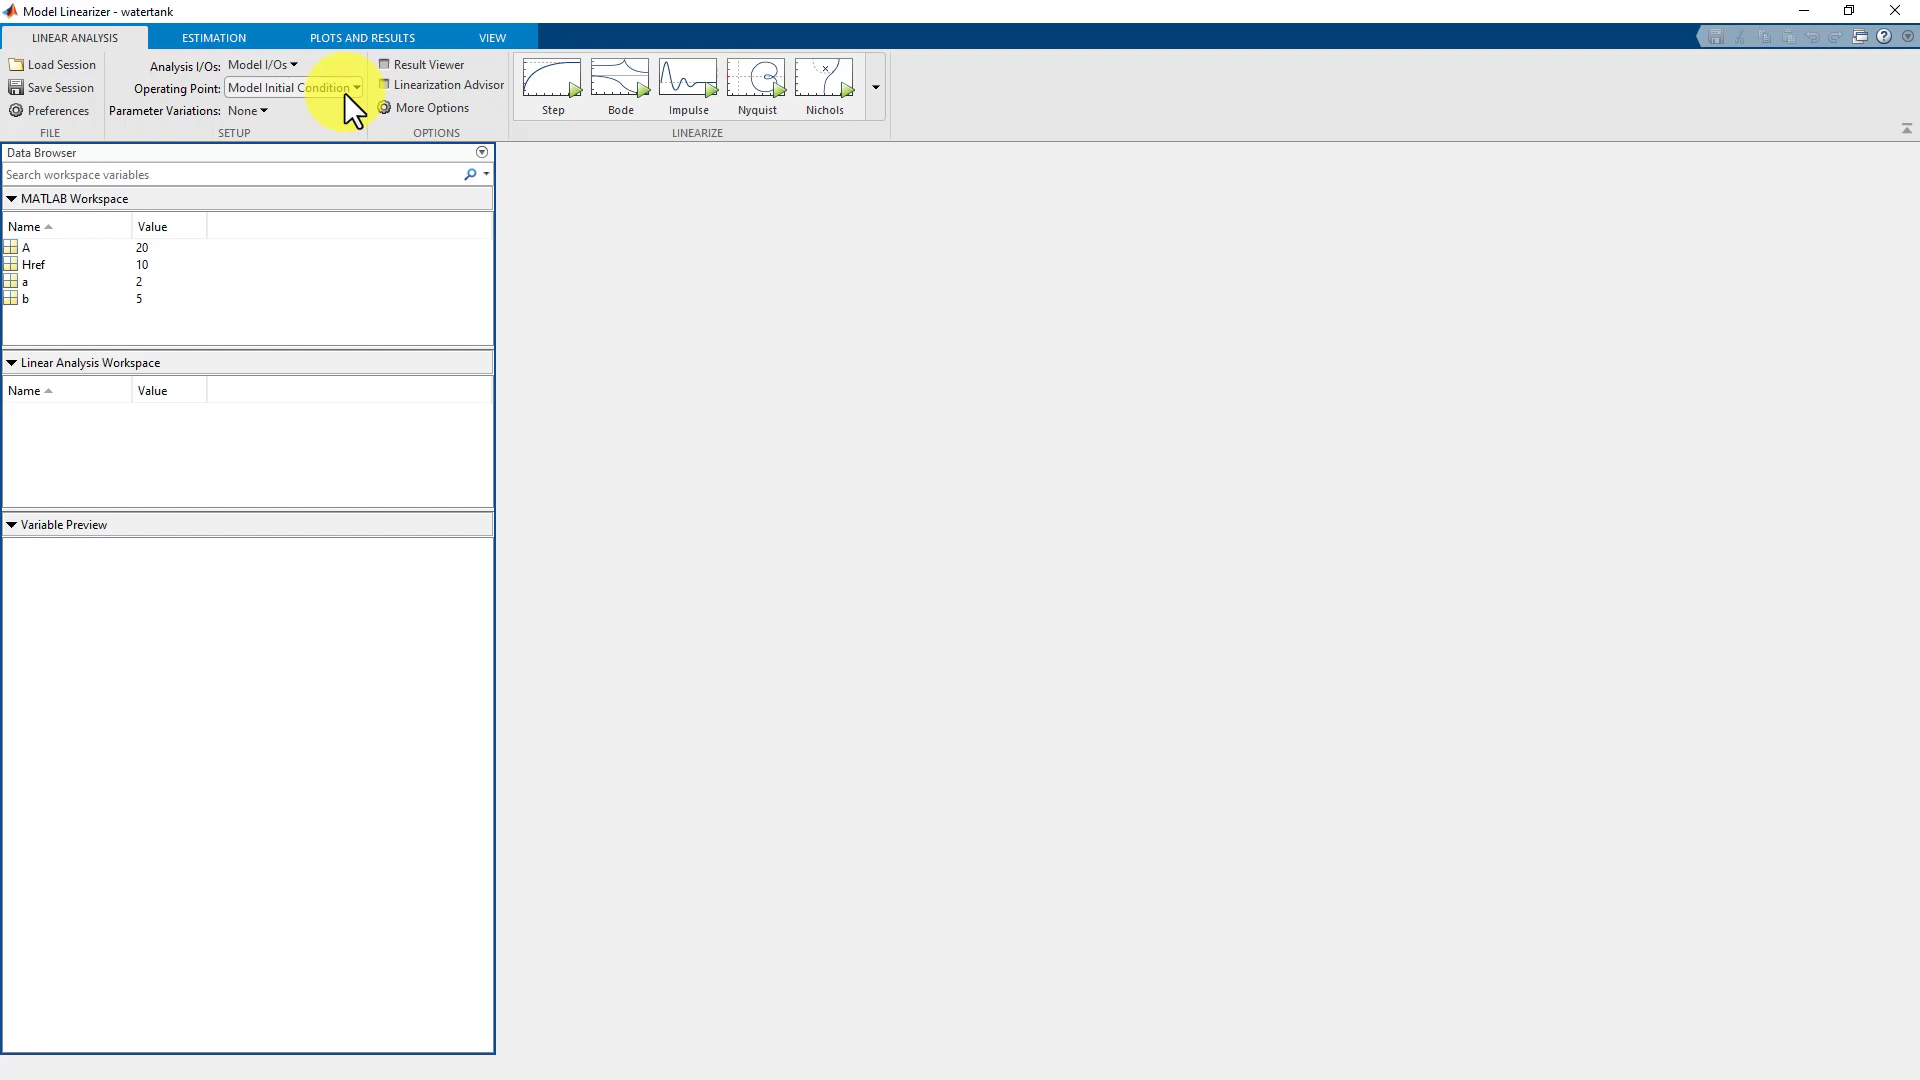 Model Linearizer - watertank
LINEAR ANALYSIS
ESTIMATION
PLOTS AND RESULTS
VIEW
Load Session
Save Session
Preferences
FILE
Analysis I/Os: Model I/Os
Operating Point: Model Initial Condition
Parameter Variations: None
SETUP
Result Viewer
Linearization Advisor
More Options
OPTIONS
Step
Bode
Impulse
Nyquist
Nichols
LINEARIZE
Data Browser
Search workspace variables
MATLAB Workspace
Name Value
A 20
Href 10
a 2
b 5
Linear Analysis Workspace
Name Value
Variable Preview